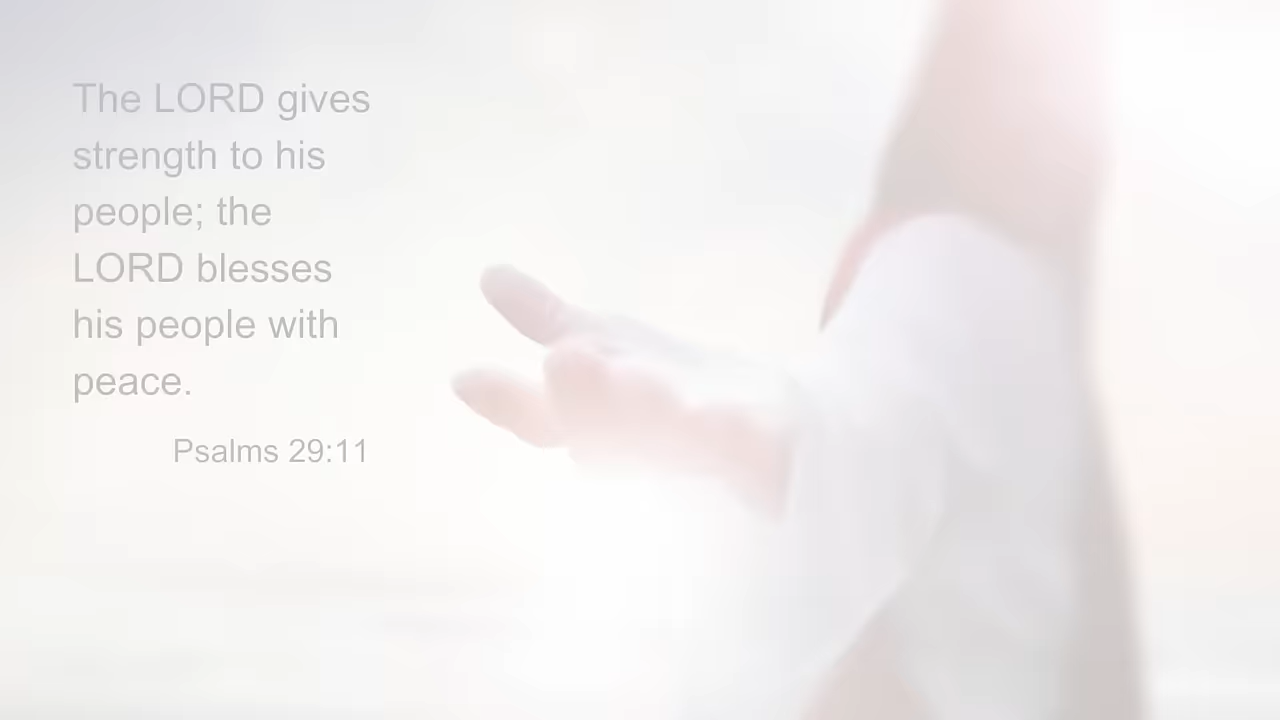 The LORD gives
strength to his
people; the
LORD blesses
his people with
peace.
Psalms 29:11